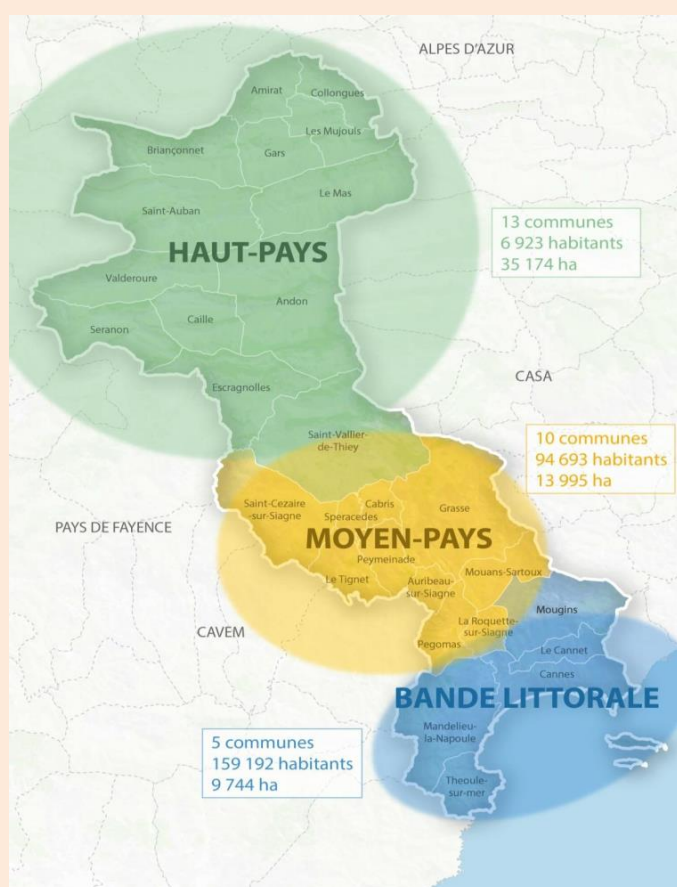 ALPES D'AZUR
Amirat
Collongues
Les Mujouls
Briançonnet
Gars
Le Mas
Saint-Auban
13 communes
6 923 habitants
35 174 ha
HAUT-PAYS
Valderoure
Andon
Caille
Seranon
CASA
Escragnolles
Saint-Vallier-
de-Thiey
10 communes
94 693 habitants
13 995 ha
Saint-Cezaire
-sur-Siagne
Cabris
Grasse
Speracedes
PAYS DE FAYENCE
MOYEN-PAYS
Peymeinade
Le Tignet
Auribeau-
sur-Siagne
Mouans-Sartoux
Mougins
La Roquette-
sur-Siagne
CAVEM
Pegomas
Le Cannet
Cannes
BANDE LITTORALE
Mandelieu-
la-Napoule
5 communes
159 192 habitants
9 744 ha
Theoule-
sur-mer